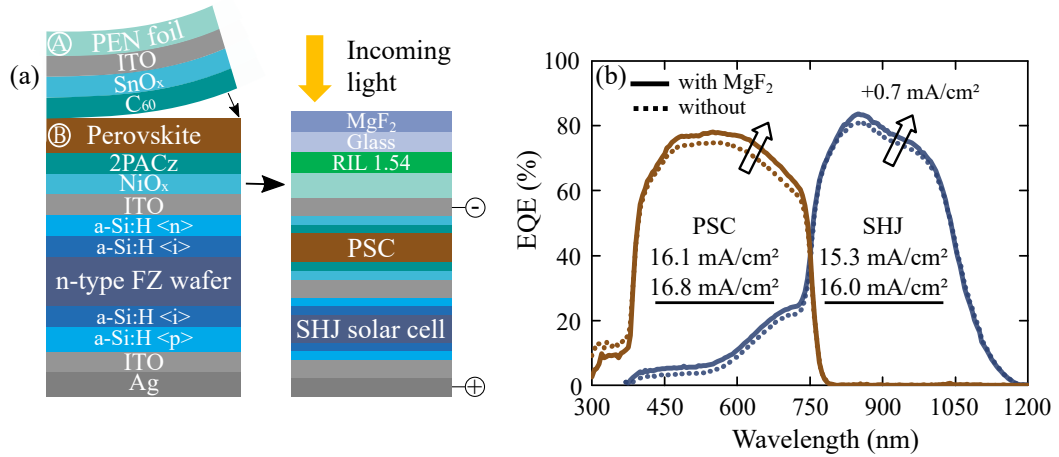 (a)
Ⓐ PEN foil
ITO
SnOₓ
C₆₀
Ⓑ Perovskite
2PACz
NiOₓ
ITO
a-Si:H <n>
a-Si:H <i>
n-type FZ wafer
a-Si:H <i>
a-Si:H <p>
ITO
Ag
Incoming
light
MgF₂
Glass
RIL 1.54
-
PSC
SHJ solar cell
+
(b)
with MgF₂
without
+0.7 mA/cm²
PSC
16.1 mA/cm²
16.8 mA/cm²
SHJ
15.3 mA/cm²
16.0 mA/cm²
EQE (%)
100
80
60
40
20
0
300 450 600 750 900 1050 1200
Wavelength (nm)